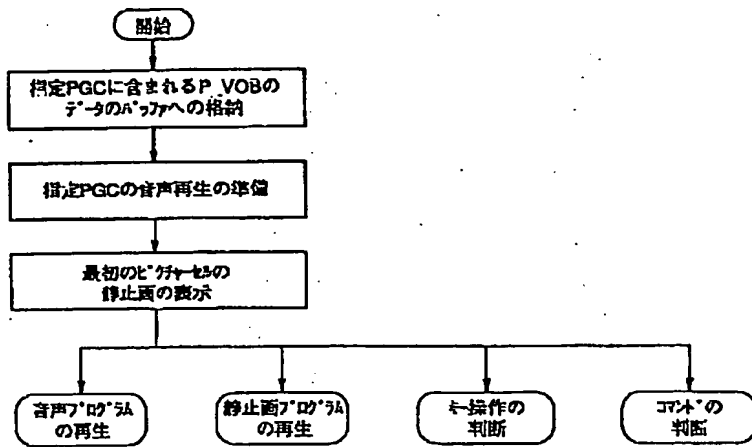 開始
指定PGCに含まれるP_VOBの
データのバッファへの格納
指定PGCの音声再生の準備
最初のピクチャーセルの
静止画の表示
音声プログラム
の再生
静止画プログラム
の再生
キー操作の
判断
コマンドの
判断